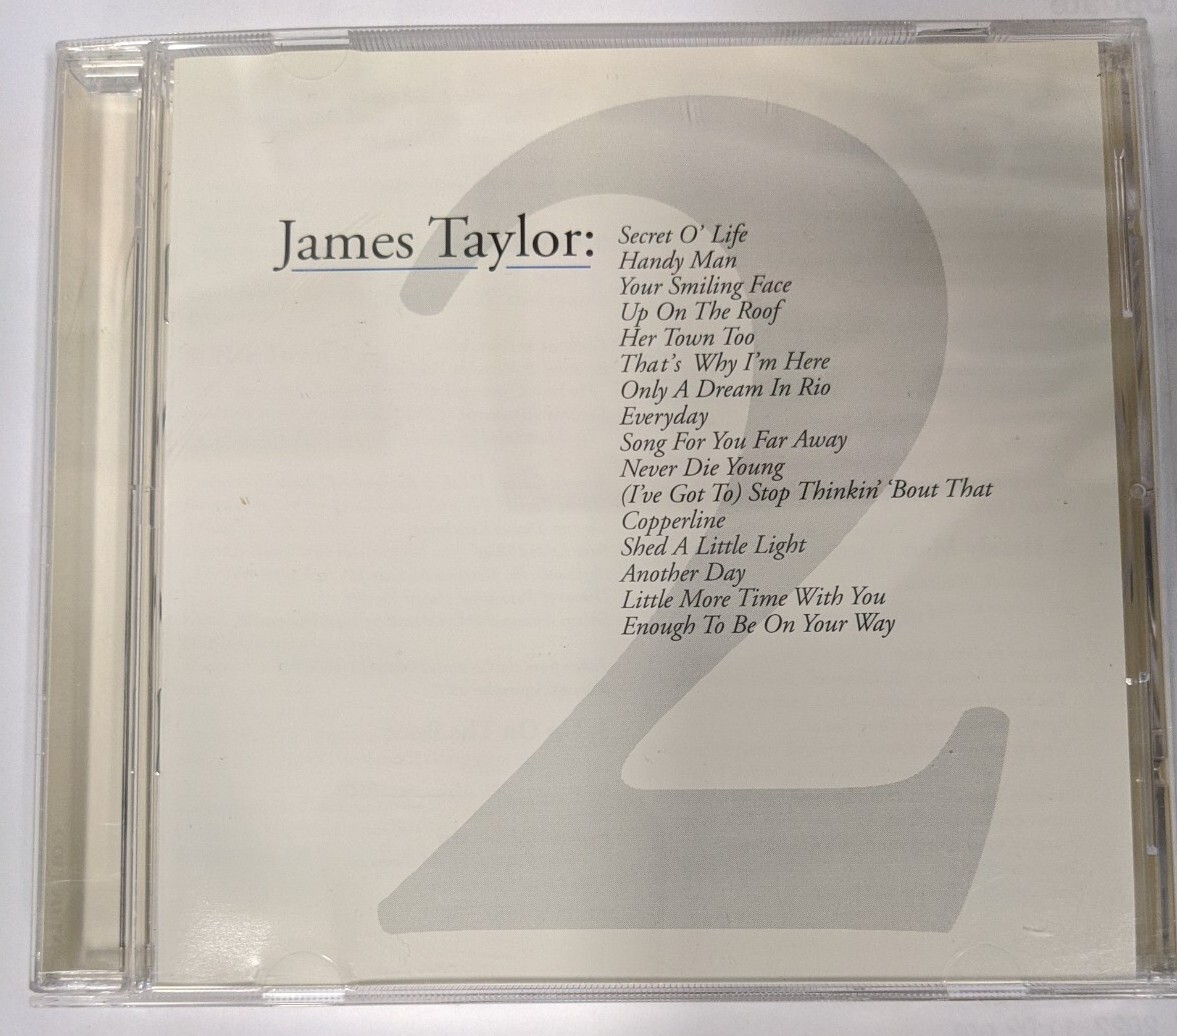 2
James Taylor:
Secret O' Life
Handy Man
Your Smiling Face
Up On The Roof
Her Town Too
That's Why I'm Here
Only A Dream In Rio
Everyday
Song For You Far Away
Never Die Young
(I've Got To) Stop Thinkin' 'Bout That
Copperline
Shed A Little Light
Another Day
Little More Time With You
Enough To Be On Your Way